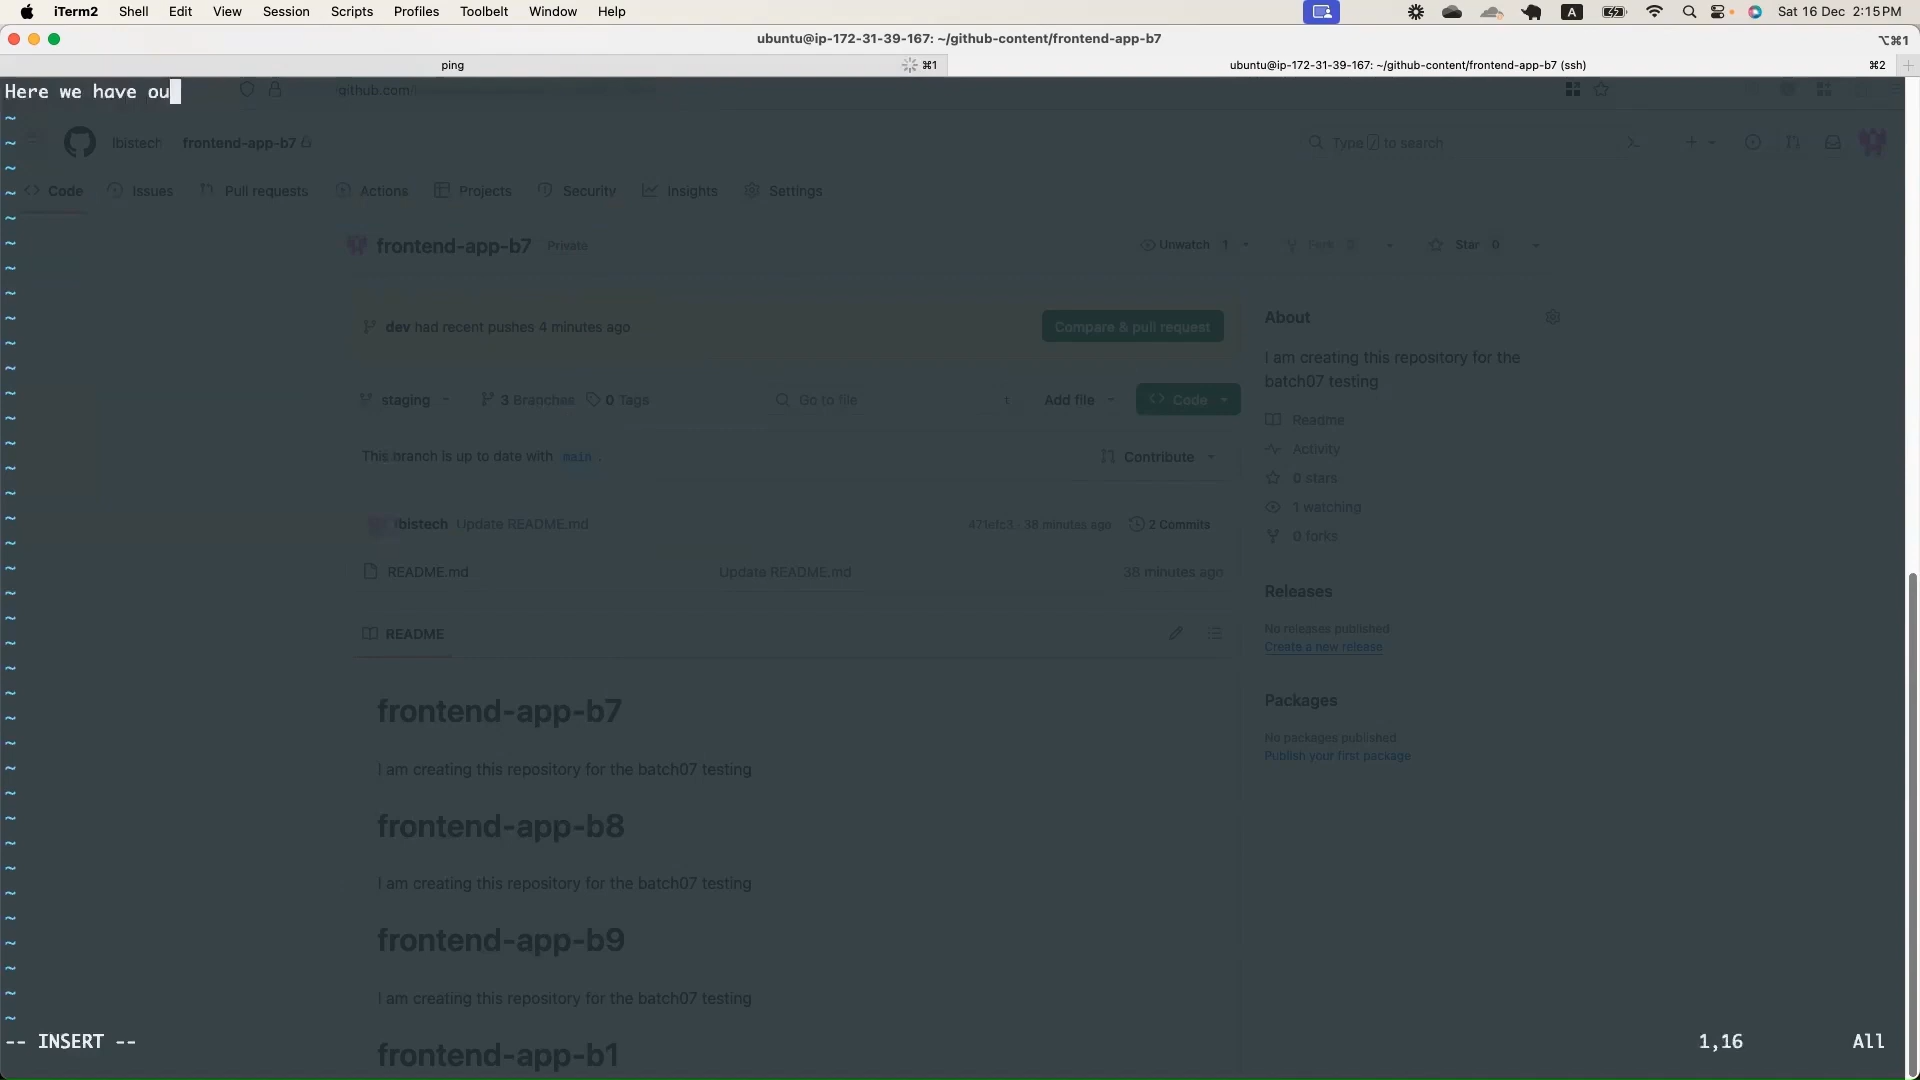 iTerm2 Shell Edit View Session Scripts Profiles Toolbelt Window Help A Sat 16 Dec 2:15 PM
ubuntu@ip-172-31-39-167: ~/github-content/frontend-app-b7 ⌥⌘1
ping ⌘1 ubuntu@ip-172-31-39-167: ~/github-content/frontend-app-b7 (ssh) ⌘2
Here we have ou
github.com
lbistech frontend-app-b7 Type / to search
Code Issues Pull requests Actions Projects Security Insights Settings
frontend-app-b7 Private Unwatch 1 Fork 0 Star 0
dev had recent pushes 4 minutes ago Compare & pull request
About
I am creating this repository for the
batch07 testing
staging 3 Branches 0 Tags Go to file Add file Code
Readme
Activity
This branch is up to date with main . Contribute
0 stars
1 watching
0 forks
lbistech Update README.md 38 minutes ago 2 Commits
README.md Update README.md 38 minutes ago
Releases
No releases published
Create a new release
README
Packages
No packages published
Publish your first package
frontend-app-b7
I am creating this repository for the batch07 testing
frontend-app-b8
I am creating this repository for the batch07 testing
frontend-app-b9
I am creating this repository for the batch07 testing
frontend-app-b1
-- INSERT -- 1,16 All